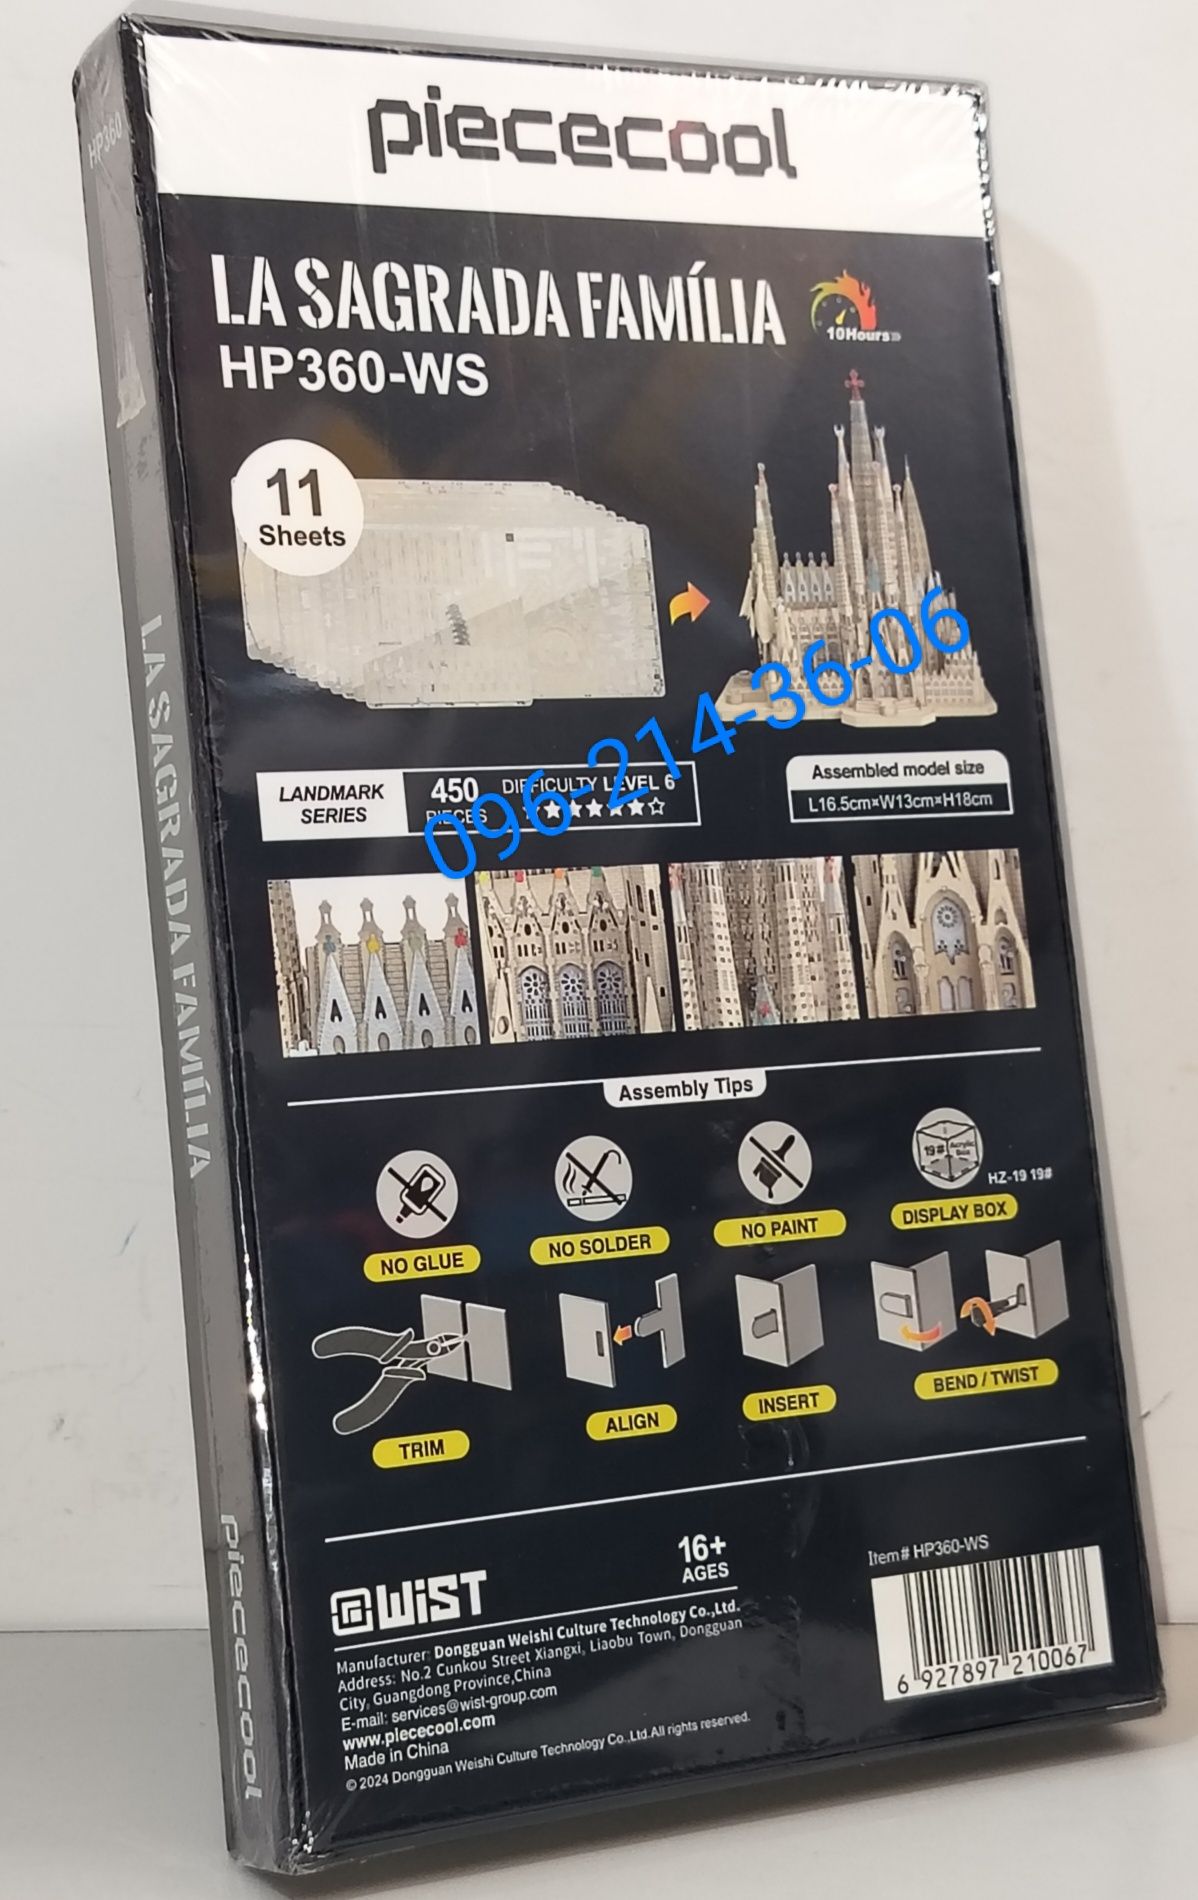 piececool
LA SAGRADA FAMÍLIA
HP360-WS
10Hours
11
Sheets
LANDMARK
SERIES
450
PIECES
DIFFICULTY LEVEL 6
Assembled model size
L16.5cm×W13cm×H18cm
096-214-36-06
Assembly Tips
19#
Acrylic
Box
HZ-19 19#
NO GLUE
NO SOLDER
NO PAINT
DISPLAY BOX
TRIM
ALIGN
INSERT
BEND / TWIST
16+
AGES
WiST
Manufacturer: Dongguan Weishi Culture Technology Co.,Ltd.
Address: No.2 Cunkou Street Xiangxi, Liaobu Town, Dongguan
City, Guangdong Province,China
E-mail: services@wist-group.com
www.piececool.com
Made in China
© 2024 Dongguan Weishi Culture Technology Co.,Ltd.All rights reserved.
Item# HP360-WS
6 927897 210067
HP360
LA SAGRADA FAMÍLIA
piececool